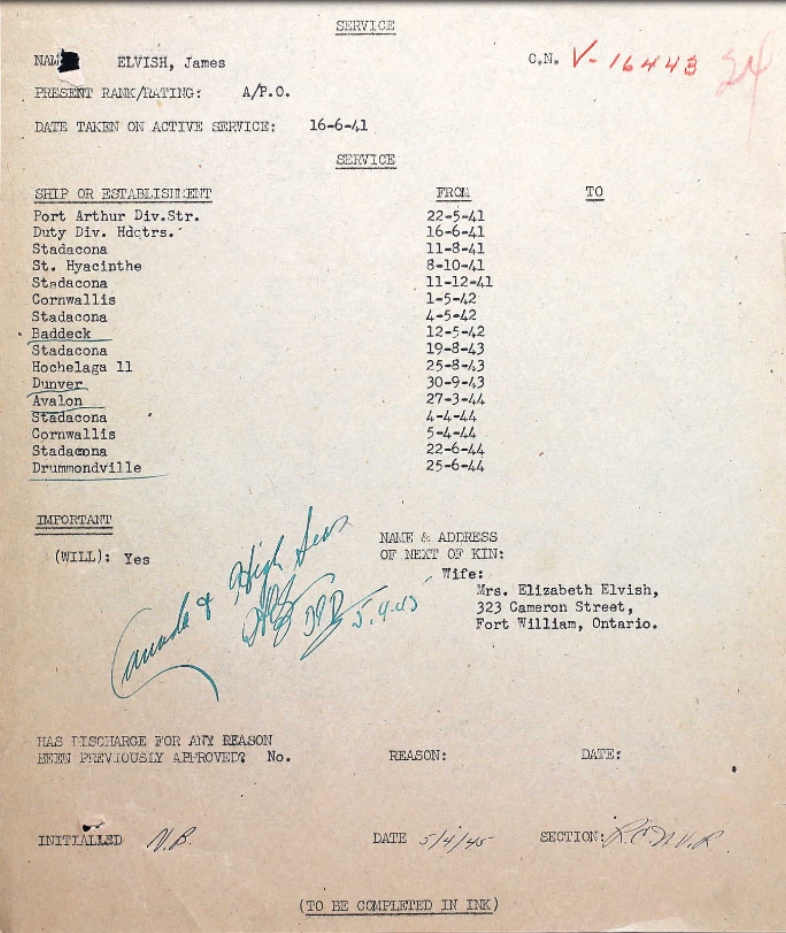 SERVICE
NAME ELVISH, James C.N. V-16443 24
PRESENT RANK/RATING: A/P.O.
DATE TAKEN ON ACTIVE SERVICE: 16-6-41
SERVICE
SHIP OR ESTABLISHMENT FROM TO
Port Arthur Div.Str. 22-5-41
Duty Div. Hdqtrs. 16-6-41
Stadacona 11-8-41
St. Hyacinthe 8-10-41
Stadacona 11-12-41
Cornwallis 1-5-42
Stadacona 4-5-42
Baddeck 12-5-42
Stadacona 19-8-43
Hochelaga 11 25-8-43
Dunver 30-9-43
Avalon 27-3-44
Stadacona 4-4-44
Cornwallis 5-4-44
Stadacona 22-6-44
Drummondville 25-6-44
IMPORTANT
(WILL): Yes
Canada & High Seas
NAME & ADDRESS
OF NEXT OF KIN:
Wife:
Mrs. Elizabeth Elvish,
323 Cameron Street,
Fort William, Ontario.
HAS DISCHARGE FOR ANY REASON
BEEN PREVIOUSLY APPROVED? No. REASON: DATE:
INITIALLED N.B. DATE 5/4/45 SECTION: R.C.N.V.R.
(TO BE COMPLETED IN INK)